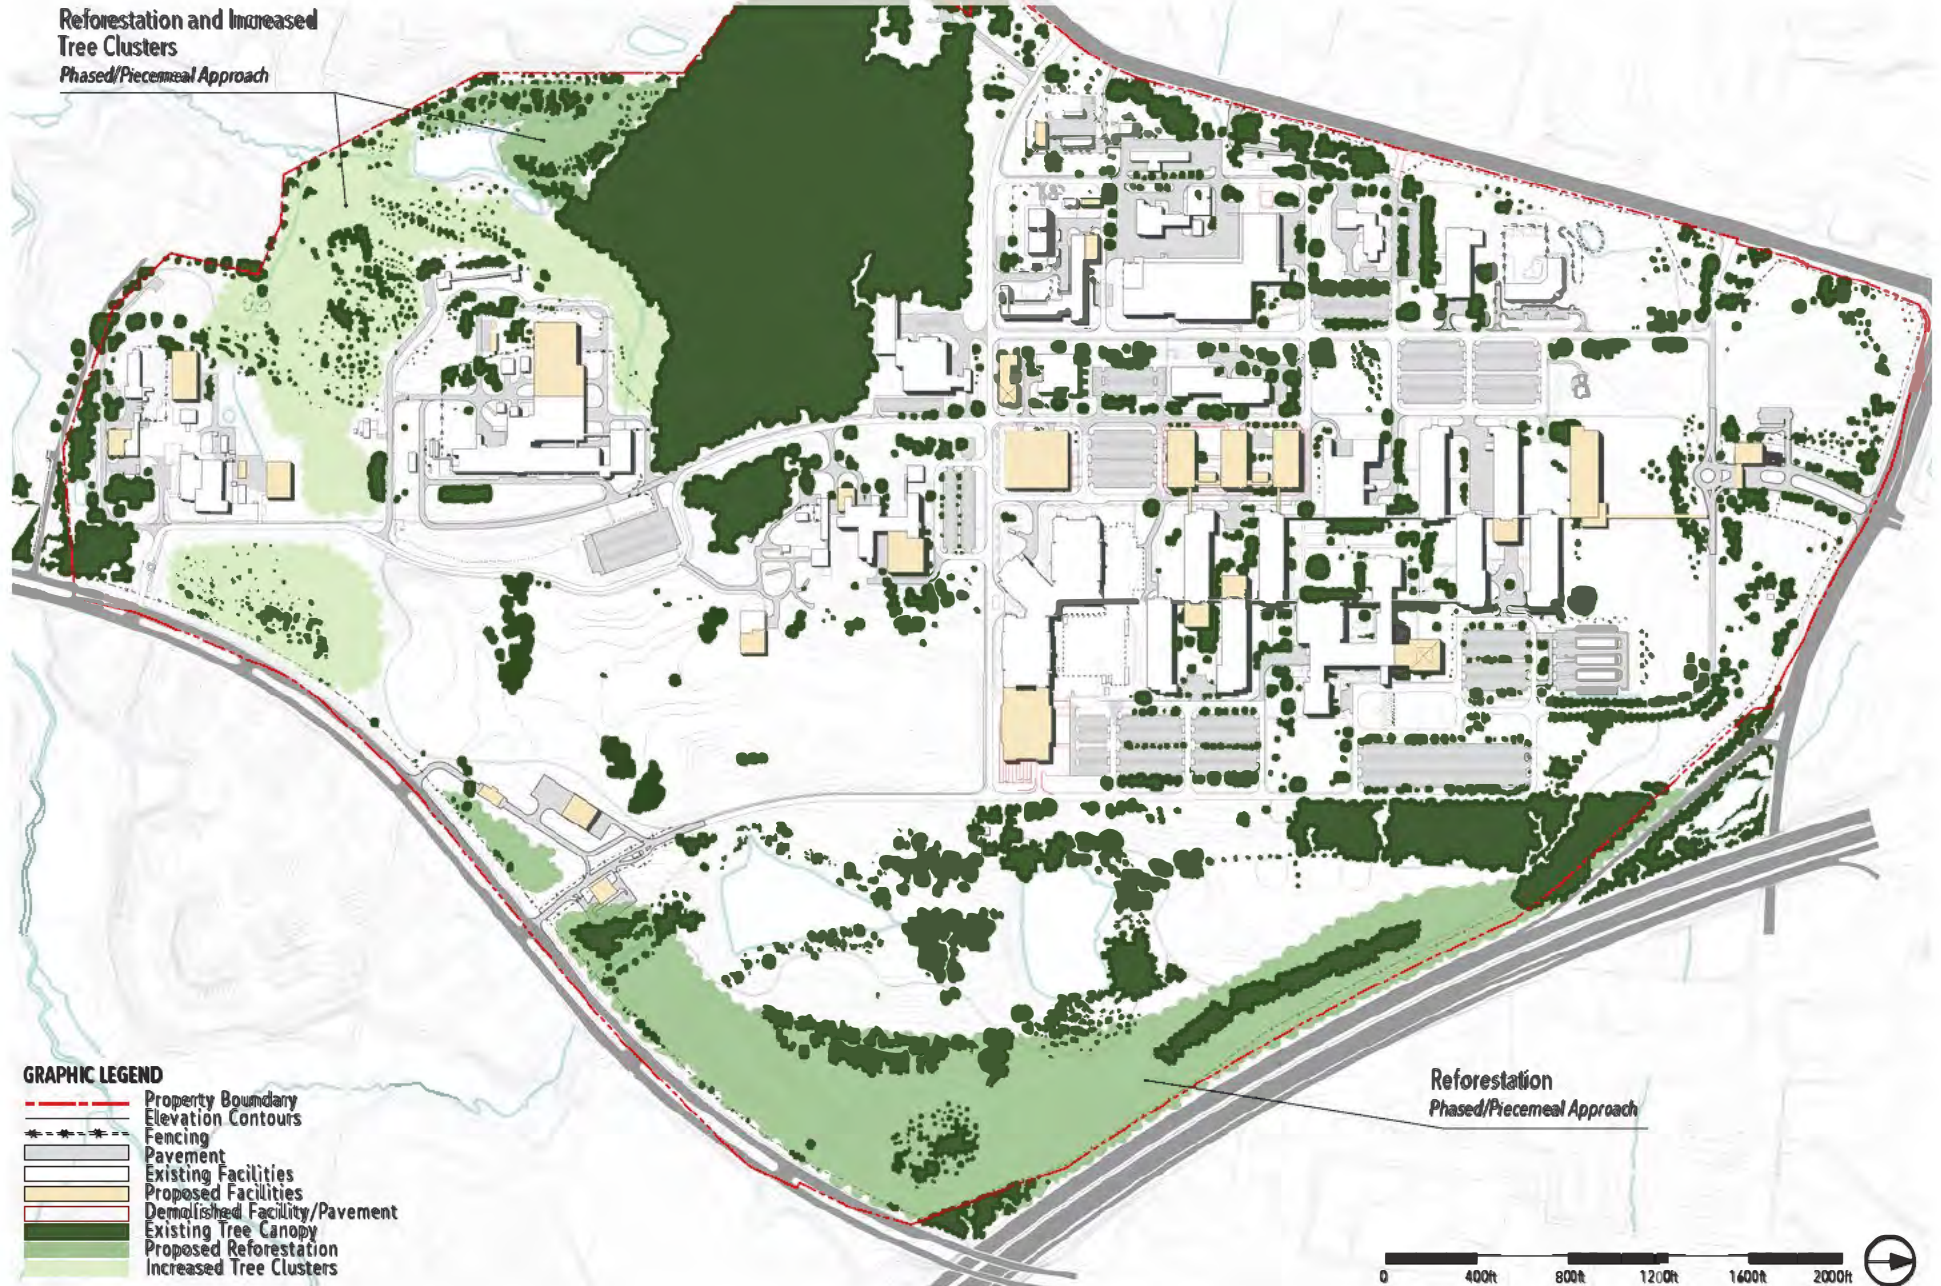 Reforestation and Increased
Tree Clusters
Phased/Piecemeal Approach
GRAPHIC LEGEND
Property Boundary
Elevation Contours
Fencing
Pavement
Existing Facilities
Proposed Facilities
Demolished Facility/Pavement
Existing Tree Canopy
Proposed Reforestation
Increased Tree Clusters
Reforestation
Phased/Piecemeal Approach
0 400ft 800ft 1200ft 1600ft 2000ft